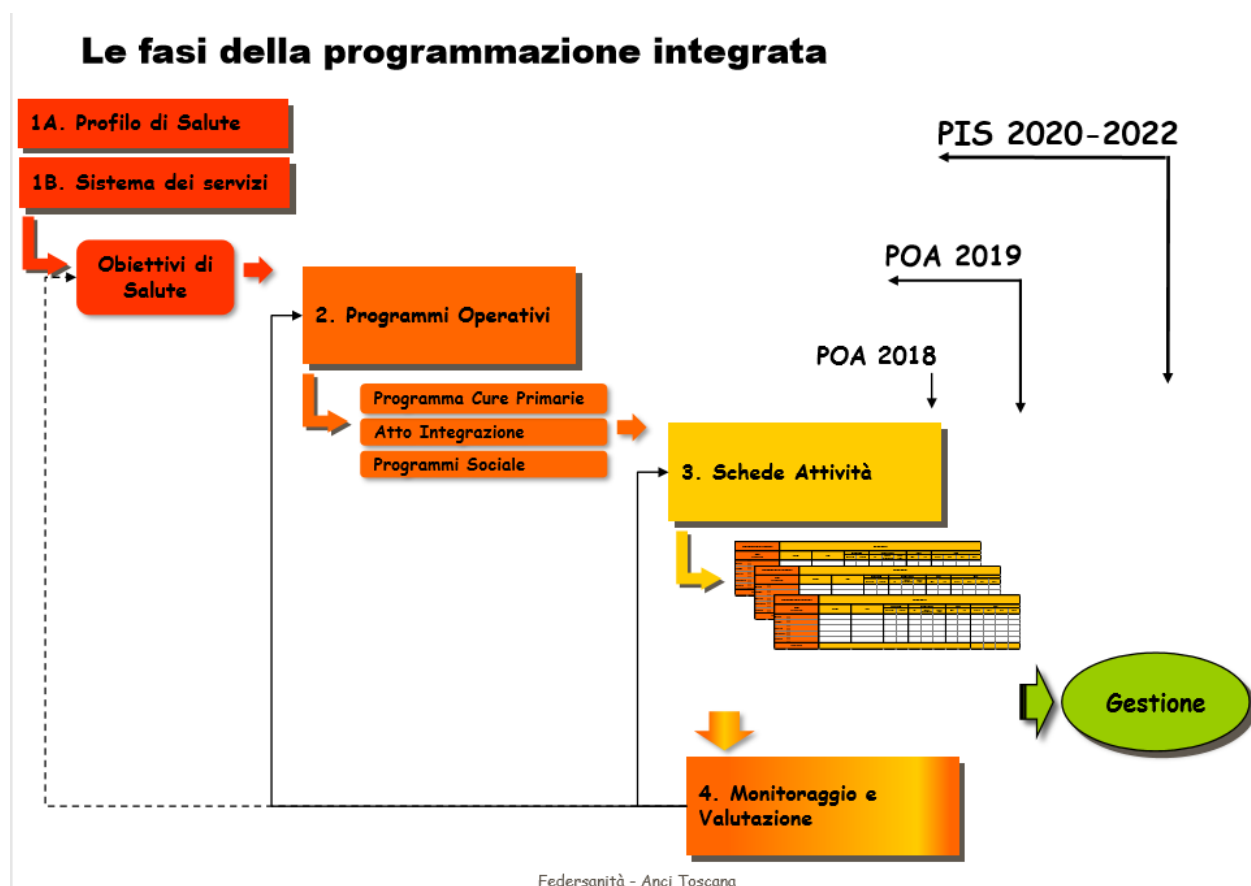 Le fasi della programmazione integrata
1A. Profilo di Salute
1B. Sistema dei servizi
Obiettivi di
Salute
PIS 2020-2022
POA 2019
POA 2018
2. Programmi Operativi
Programma Cure Primarie
Atto Integrazione
Programmi Sociale
3. Schede Attività
Gestione
4. Monitoraggio e
Valutazione
Federsanità - Anci Toscana